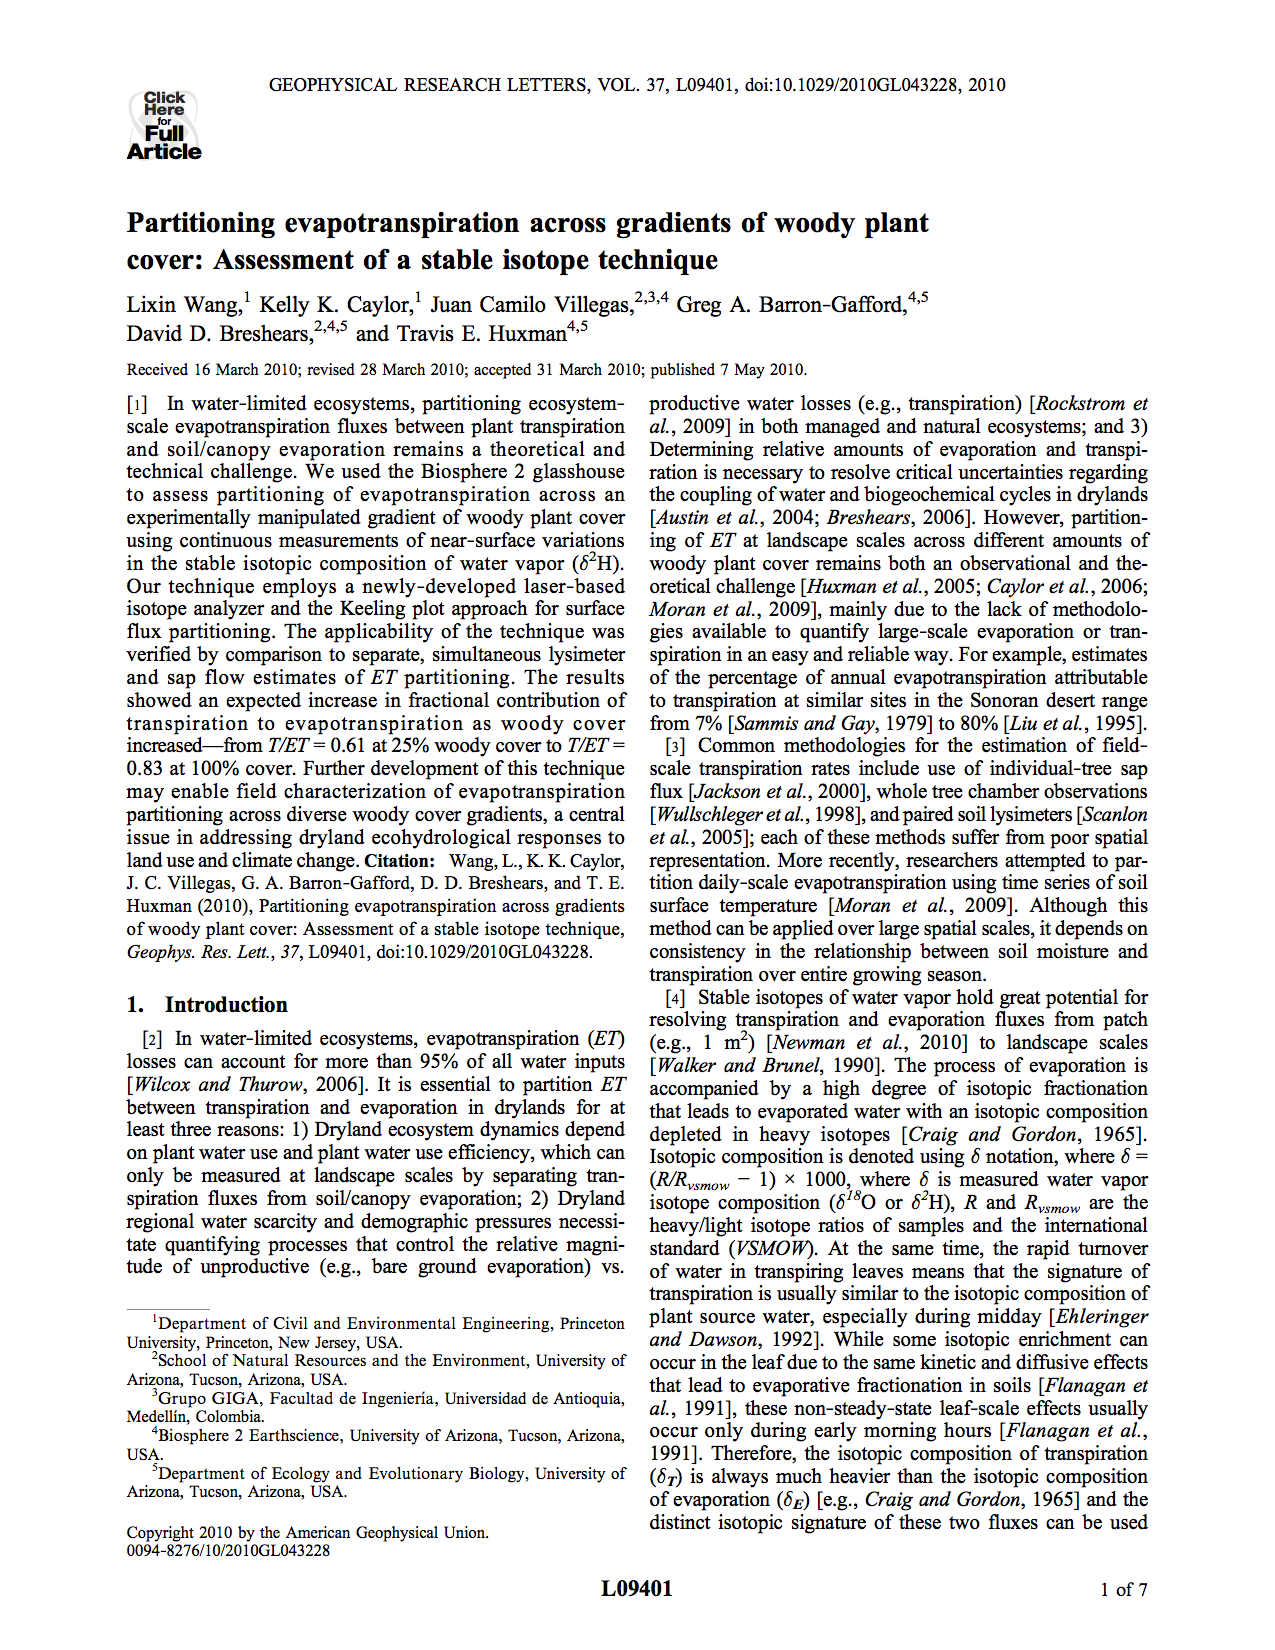 GEOPHYSICAL RESEARCH LETTERS, VOL. 37, L09401, doi:10.1029/2010GL043228, 2010
Click
Here
for
Full
Article
Partitioning evapotranspiration across gradients of woody plant
cover: Assessment of a stable isotope technique
Lixin Wang,1 Kelly K. Caylor,1 Juan Camilo Villegas,2,3,4 Greg A. Barron-Gafford,4,5
David D. Breshears,2,4,5 and Travis E. Huxman4,5
Received 16 March 2010; revised 28 March 2010; accepted 31 March 2010; published 7 May 2010.
[1] In water-limited ecosystems, partitioning ecosystem-
scale evapotranspiration fluxes between plant transpiration
and soil/canopy evaporation remains a theoretical and
technical challenge. We used the Biosphere 2 glasshouse
to assess partitioning of evapotranspiration across an
experimentally manipulated gradient of woody plant cover
using continuous measurements of near-surface variations
in the stable isotopic composition of water vapor (δ2H).
Our technique employs a newly-developed laser-based
isotope analyzer and the Keeling plot approach for surface
flux partitioning. The applicability of the technique was
verified by comparison to separate, simultaneous lysimeter
and sap flow estimates of ET partitioning. The results
showed an expected increase in fractional contribution of
transpiration to evapotranspiration as woody cover
increased—from T/ET = 0.61 at 25% woody cover to T/ET =
0.83 at 100% cover. Further development of this technique
may enable field characterization of evapotranspiration
partitioning across diverse woody cover gradients, a central
issue in addressing dryland ecohydrological responses to
land use and climate change. Citation: Wang, L., K. K. Caylor,
J. C. Villegas, G. A. Barron-Gafford, D. D. Breshears, and T. E.
Huxman (2010), Partitioning evapotranspiration across gradients
of woody plant cover: Assessment of a stable isotope technique,
Geophys. Res. Lett., 37, L09401, doi:10.1029/2010GL043228.
1. Introduction
[2] In water-limited ecosystems, evapotranspiration (ET)
losses can account for more than 95% of all water inputs
[Wilcox and Thurow, 2006]. It is essential to partition ET
between transpiration and evaporation in drylands for at
least three reasons: 1) Dryland ecosystem dynamics depend
on plant water use and plant water use efficiency, which can
only be measured at landscape scales by separating tran-
spiration fluxes from soil/canopy evaporation; 2) Dryland
regional water scarcity and demographic pressures necessi-
tate quantifying processes that control the relative magni-
tude of unproductive (e.g., bare ground evaporation) vs.
1Department of Civil and Environmental Engineering, Princeton
University, Princeton, New Jersey, USA.
2School of Natural Resources and the Environment, University of
Arizona, Tucson, Arizona, USA.
3Grupo GIGA, Facultad de Ingeniería, Universidad de Antioquia,
Medellín, Colombia.
4Biosphere 2 Earthscience, University of Arizona, Tucson, Arizona,
USA.
5Department of Ecology and Evolutionary Biology, University of
Arizona, Tucson, Arizona, USA.
Copyright 2010 by the American Geophysical Union.
0094-8276/10/2010GL043228
productive water losses (e.g., transpiration) [Rockstrom et
al., 2009] in both managed and natural ecosystems; and 3)
Determining relative amounts of evaporation and transpi-
ration is necessary to resolve critical uncertainties regarding
the coupling of water and biogeochemical cycles in drylands
[Austin et al., 2004; Breshears, 2006]. However, partition-
ing of ET at landscape scales across different amounts of
woody plant cover remains both an observational and the-
oretical challenge [Huxman et al., 2005; Caylor et al., 2006;
Moran et al., 2009], mainly due to the lack of methodolo-
gies available to quantify large-scale evaporation or tran-
spiration in an easy and reliable way. For example, estimates
of the percentage of annual evapotranspiration attributable
to transpiration at similar sites in the Sonoran desert range
from 7% [Sammis and Gay, 1979] to 80% [Liu et al., 1995].
[3] Common methodologies for the estimation of field-
scale transpiration rates include use of individual-tree sap
flux [Jackson et al., 2000], whole tree chamber observations
[Wullschleger et al., 1998], and paired soil lysimeters [Scanlon
et al., 2005]; each of these methods suffer from poor spatial
representation. More recently, researchers attempted to par-
tition daily-scale evapotranspiration using time series of soil
surface temperature [Moran et al., 2009]. Although this
method can be applied over large spatial scales, it depends on
consistency in the relationship between soil moisture and
transpiration over entire growing season.
[4] Stable isotopes of water vapor hold great potential for
resolving transpiration and evaporation fluxes from patch
(e.g., 1 m2) [Newman et al., 2010] to landscape scales
[Walker and Brunel, 1990]. The process of evaporation is
accompanied by a high degree of isotopic fractionation
that leads to evaporated water with an isotopic composition
depleted in heavy isotopes [Craig and Gordon, 1965].
Isotopic composition is denoted using δ notation, where δ =
(R/Rvsmow − 1) × 1000, where δ is measured water vapor
isotope composition (δ18O or δ2H), R and Rvsmow are the
heavy/light isotope ratios of samples and the international
standard (VSMOW). At the same time, the rapid turnover
of water in transpiring leaves means that the signature of
transpiration is usually similar to the isotopic composition of
plant source water, especially during midday [Ehleringer
and Dawson, 1992]. While some isotopic enrichment can
occur in the leaf due to the same kinetic and diffusive effects
that lead to evaporative fractionation in soils [Flanagan et
al., 1991], these non-steady-state leaf-scale effects usually
occur only during early morning hours [Flanagan et al.,
1991]. Therefore, the isotopic composition of transpiration
(δT) is always much heavier than the isotopic composition
of evaporation (δE) [e.g., Craig and Gordon, 1965] and the
distinct isotopic signature of these two fluxes can be used
L09401
1 of 7